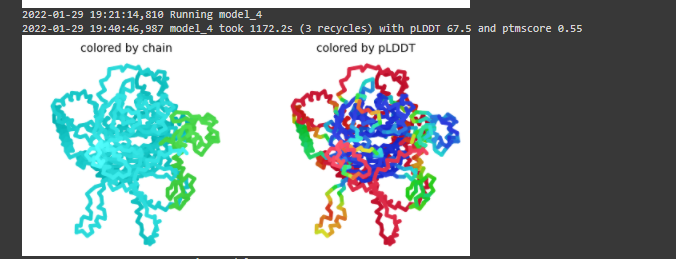 2022-01-29 19:21:14,810 Running model_4
2022-01-29 19:40:46,987 model_4 took 1172.2s (3 recycles) with pLDDT 67.5 and ptmscore 0.55
colored by chain
colored by pLDDT